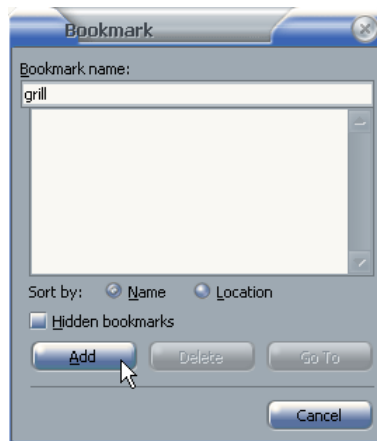 Bookmark
Bookmark name:
grill
Sort by: Name Location
Hidden bookmarks
Add Delete Go To
Cancel